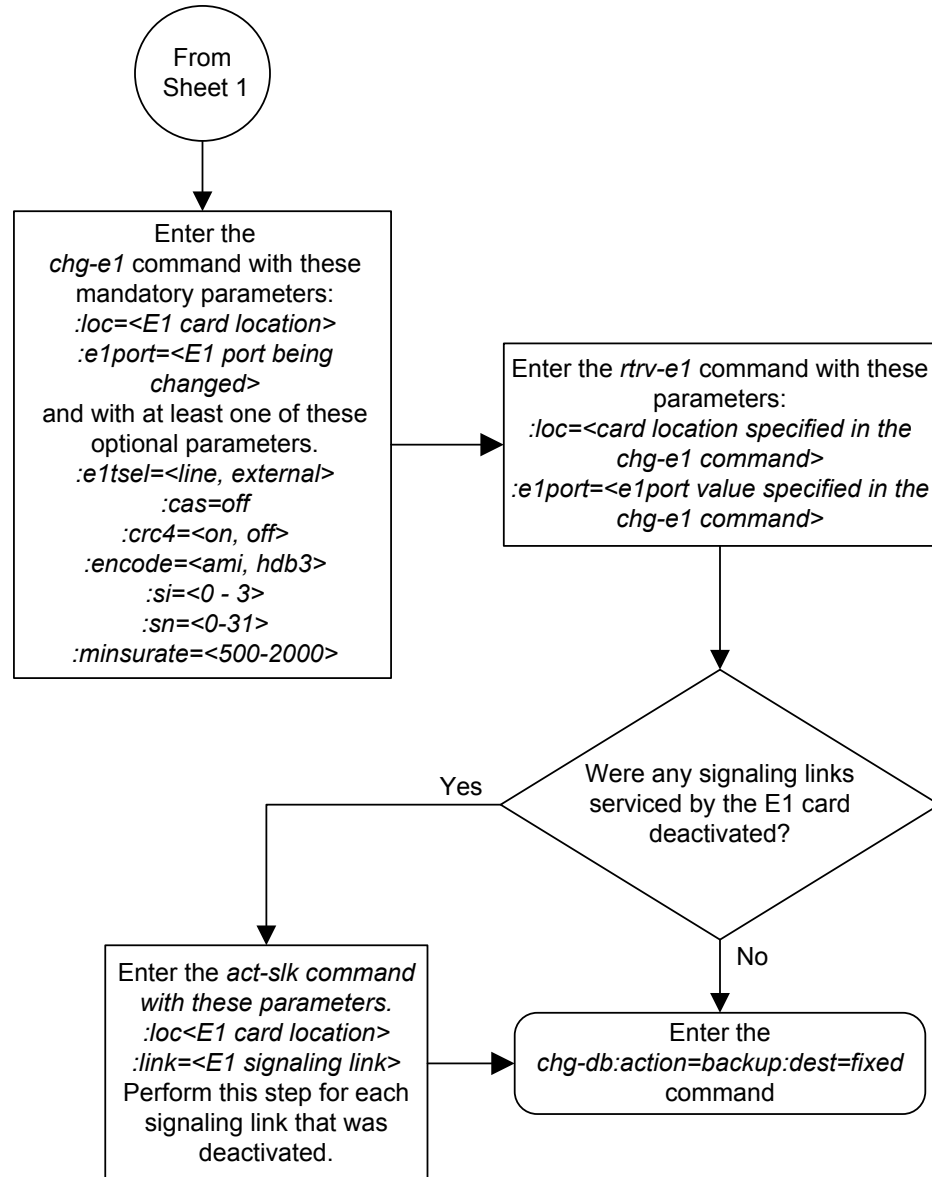 From
Sheet 1
Enter the
chg-e1 command with these
mandatory parameters:
:loc=<E1 card location>
:e1port=<E1 port being
changed>
and with at least one of these
optional parameters.
:e1tsel=<line, external>
:cas=off
:crc4=<on, off>
:encode=<ami, hdb3>
:si=<0 - 3>
:sn=<0-31>
:minsurate=<500-2000>
Enter the rtrv-e1 command with these
parameters:
:loc=<card location specified in the
chg-e1 command>
:e1port=<e1port value specified in the
chg-e1 command>
Were any signaling links
serviced by the E1 card
deactivated?
Yes
No
Enter the act-slk command
with these parameters.
:loc<E1 card location>
:link=<E1 signaling link>
Perform this step for each
signaling link that was
deactivated.
Enter the
chg-db:action=backup:dest=fixed
command